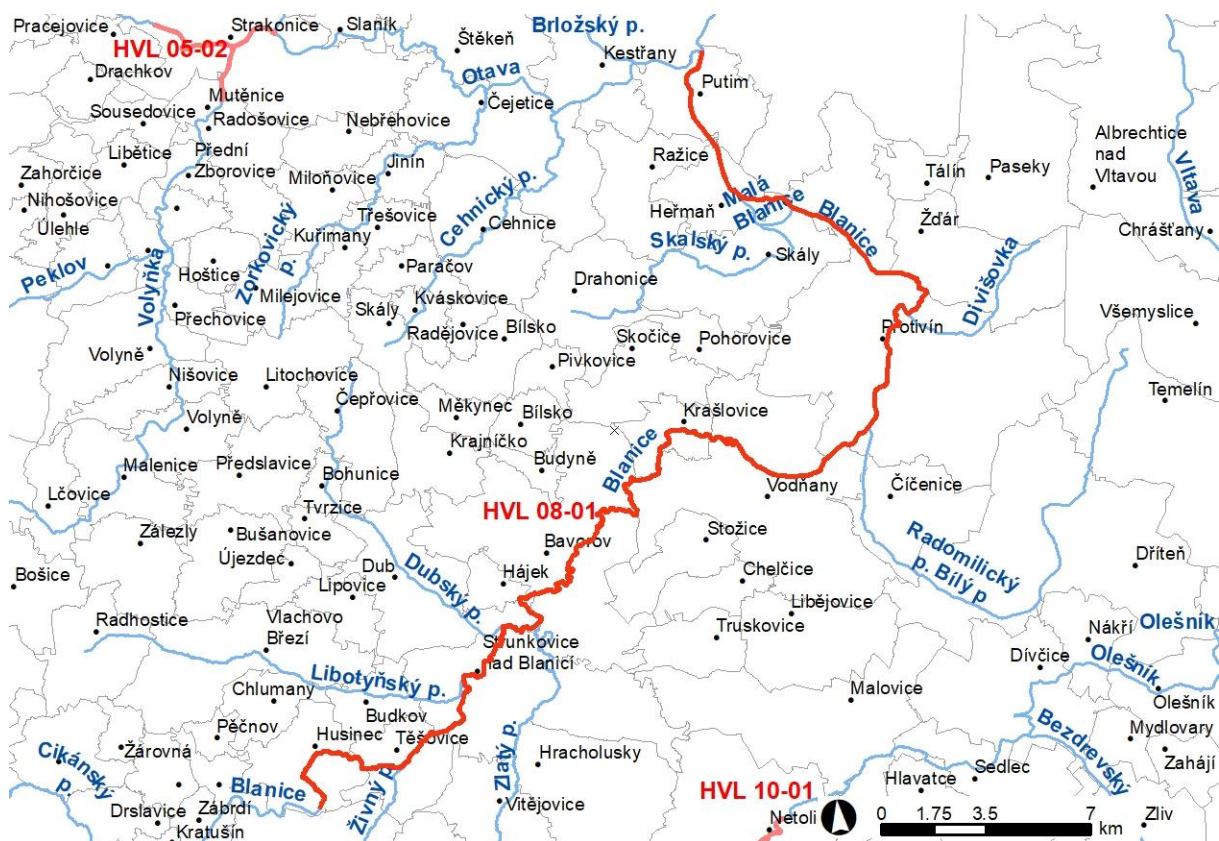 Pracejovice
Strakonice
Slaník
Brložský p.
HVL 05-02
Štěkeň
Kestřany
Drachkov
Otava
Putim
Mutěnice
Čejetice
Sousedovice
Radošovice
Nebřehovice
Albrechtice
nad
Vltavou
Vltava
Libětice
Přední
Zborovice
Jinín
Ražice
Tálín
Paseky
Zahorčice
Miloňovice
Nihošovice
Úlehle
Třešovice
Cehnický p.
Cehnice
Heřmaň
Malá
Blanice
Blanice
Žďár
Chrášťany
Kuřimany
Skalský p.
Skály
Peklov
Volyňka
Hoštice
Zorkovický
p.
Paračov
Drahonice
Divišovka
Milejovice
Kváskovice
Přechovice
Skály
Radějovice
Bílsko
Skočice
Pohorovice
Protivín
Všemyslice
Volyně
Pivkovice
Nišovice
Litochovice
Temelín
Čepřovice
Měkynec
Bílsko
Krašlovice
Volyně
Krajníčko
Blanice
Malenice
Předslavice
Bohunice
Budyně
Lčovice
Vodňany
Číčenice
Tvrzice
HVL 08-01
Zálezly
Bušanovice
Stožice
Radomilický
p. Bílý p
Újezdec
Bavorov
Dříteň
Bošice
Dub
Hájek
Chelčice
Lipovice
Dubský p.
Libějovice
Radhostice
Vlachovo
Březí
Strunkovice
nad Blanicí
Truskovice
Nákří
Olešník
Dívčice
Olešník
Libotyňský p.
Chlumany
Malovice
Olešník
Budkov
Pěčnov
Bezdrevský
Mydlovary
Husinec
Těšovice
Zlatý p.
Hracholusky
Žárovná
Zahájí
Cikánský
p.
Blanice
Živný p.
HVL 10-01
Hlavatce
Sedlec
Drslavice
Zábrdí
Vitějovice
Kratušín
Netolice
0 1.75 3.5 7
km
Zliv